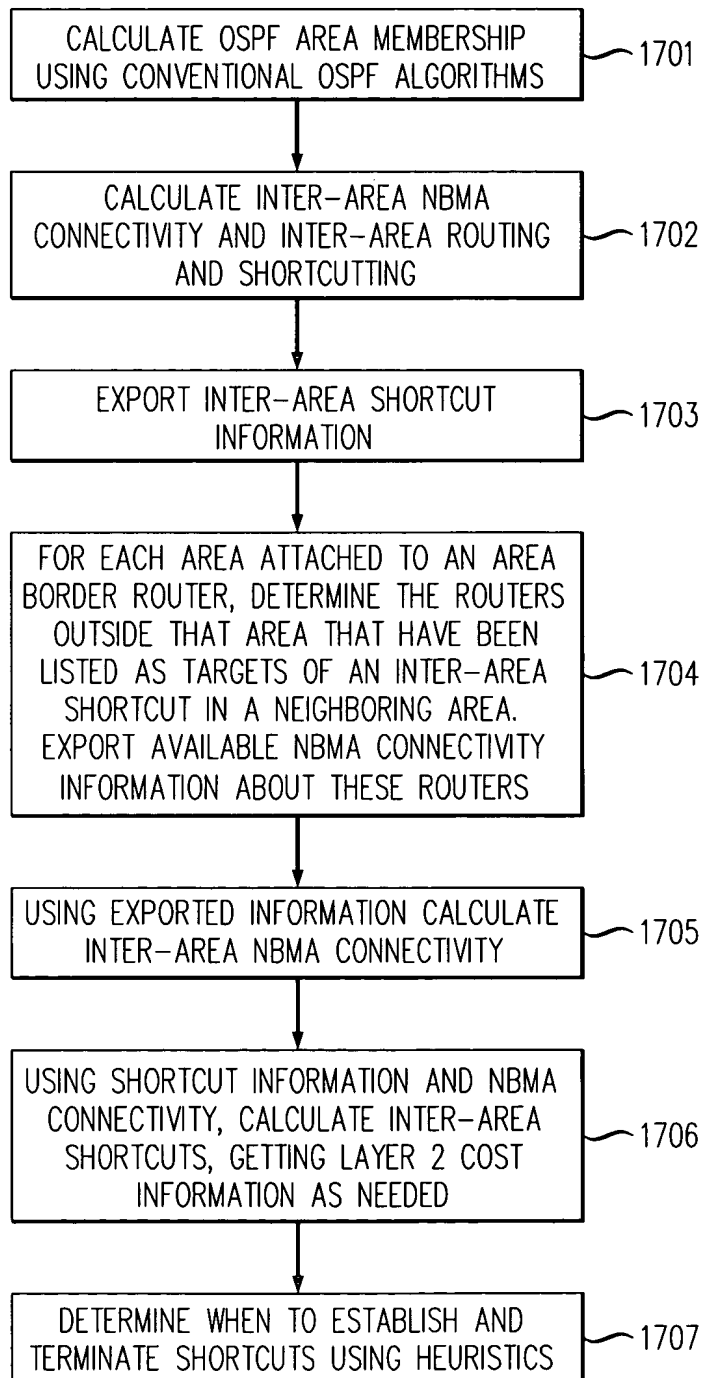 CALCULATE OSPF AREA MEMBERSHIP
USING CONVENTIONAL OSPF ALGORITHMS
1701
CALCULATE INTER-AREA NBMA
CONNECTIVITY AND INTER-AREA ROUTING
AND SHORTCUTTING
1702
EXPORT INTER-AREA SHORTCUT
INFORMATION
1703
FOR EACH AREA ATTACHED TO AN AREA
BORDER ROUTER, DETERMINE THE ROUTERS
OUTSIDE THAT AREA THAT HAVE BEEN
LISTED AS TARGETS OF AN INTER-AREA
SHORTCUT IN A NEIGHBORING AREA.
EXPORT AVAILABLE NBMA CONNECTIVITY
INFORMATION ABOUT THESE ROUTERS
1704
USING EXPORTED INFORMATION CALCULATE
INTER-AREA NBMA CONNECTIVITY
1705
USING SHORTCUT INFORMATION AND NBMA
CONNECTIVITY, CALCULATE INTER-AREA
SHORTCUTS, GETTING LAYER 2 COST
INFORMATION AS NEEDED
1706
DETERMINE WHEN TO ESTABLISH AND
TERMINATE SHORTCUTS USING HEURISTICS
1707